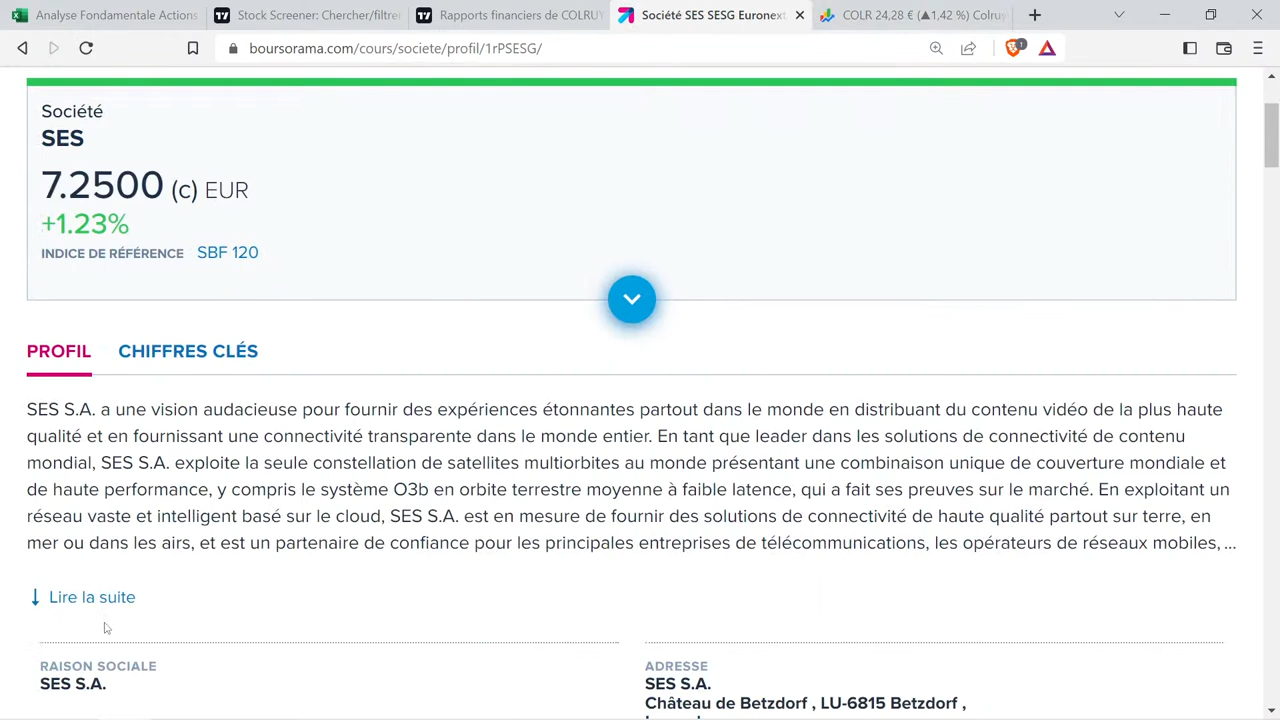 Analyse Fondamentale Actions
Stock Screener: Chercher/filtrer
Rapports financiers de COLRUY
Société SES SESG Euronext
COLR 24,28 € (▲1,42 %) Colruy
boursorama.com/cours/societe/profil/1rPSESG/
1
Société
SES
7.2500 (c) EUR
+1.23%
INDICE DE RÉFÉRENCE SBF 120
PROFIL CHIFFRES CLÉS
SES S.A. a une vision audacieuse pour fournir des expériences étonnantes partout dans le monde en distribuant du contenu vidéo de la plus haute
qualité et en fournissant une connectivité transparente dans le monde entier. En tant que leader dans les solutions de connectivité de contenu
mondial, SES S.A. exploite la seule constellation de satellites multiorbites au monde présentant une combinaison unique de couverture mondiale et
de haute performance, y compris le système O3b en orbite terrestre moyenne à faible latence, qui a fait ses preuves sur le marché. En exploitant un
réseau vaste et intelligent basé sur le cloud, SES S.A. est en mesure de fournir des solutions de connectivité de haute qualité partout sur terre, en
mer ou dans les airs, et est un partenaire de confiance pour les principales entreprises de télécommunications, les opérateurs de réseaux mobiles, ...
Lire la suite
RAISON SOCIALE
SES S.A.
ADRESSE
SES S.A.
Château de Betzdorf , LU-6815 Betzdorf ,